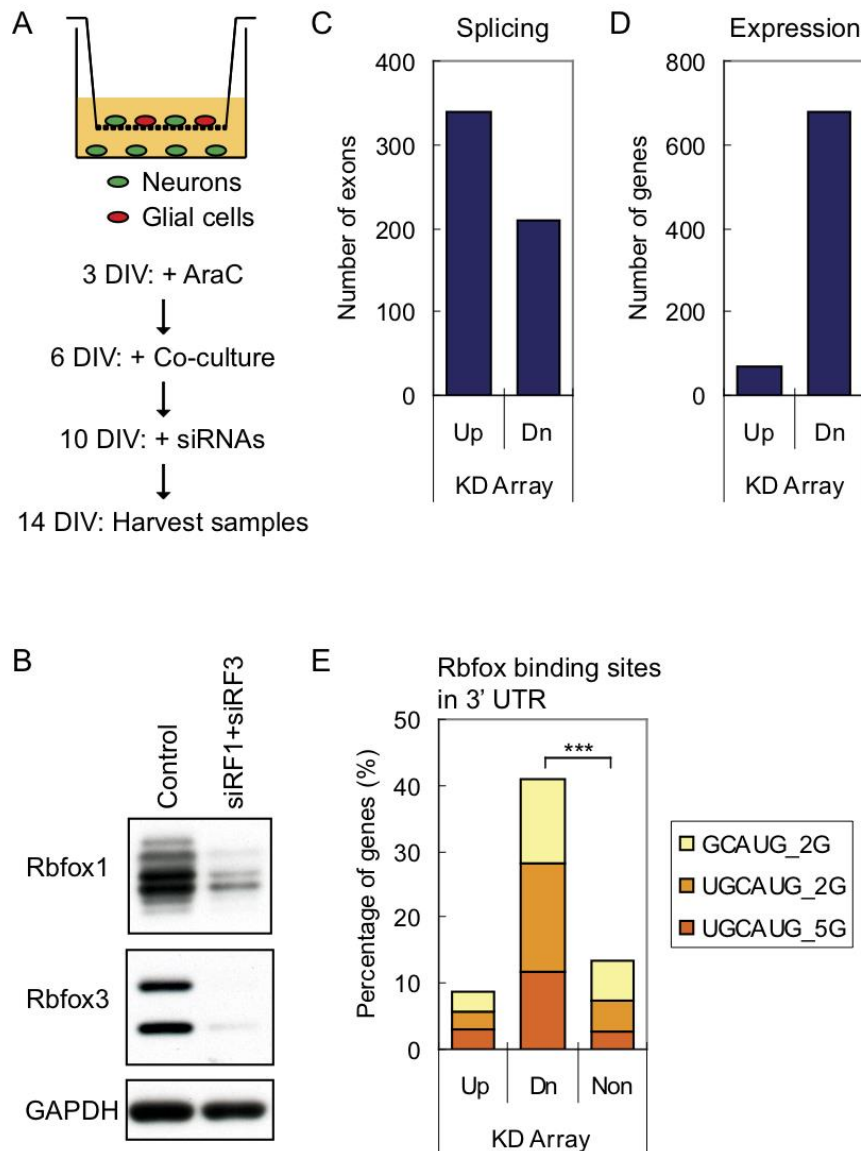 A
Neurons
Glial cells
3 DIV: + AraC
6 DIV: + Co-culture
10 DIV: + siRNAs
14 DIV: Harvest samples
C
Splicing
Number of exons
400
300
200
100
0
Up Dn
KD Array
D
Expression
Number of genes
800
600
400
200
0
Up Dn
KD Array
B
Control
siRF1+siRF3
Rbfox1
Rbfox3
GAPDH
E
Rbfox binding sites
in 3' UTR
Percentage of genes (%)
50
40
30
20
10
0
***
Up Dn Non
KD Array
GCAUG_2G
UGCAUG_2G
UGCAUG_5G